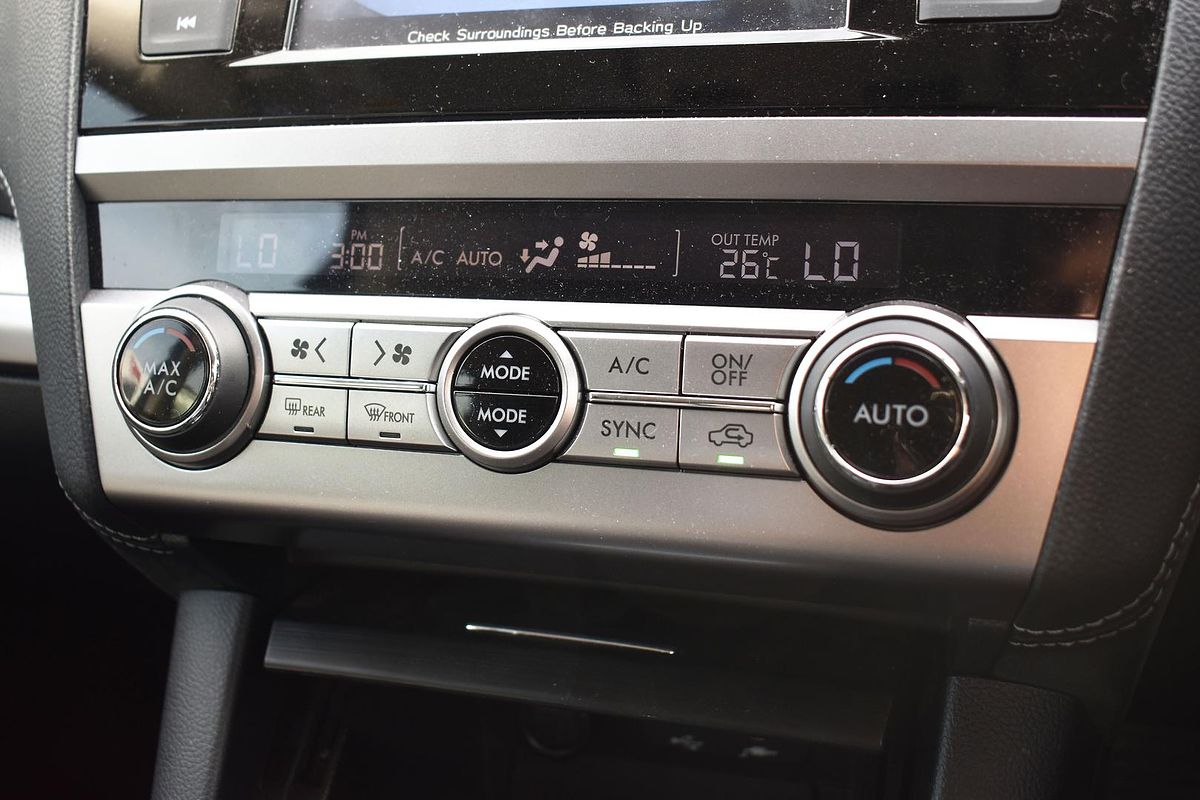 Check Surroundings Before Backing Up
LO
PM
3:00
A/C AUTO
OUT TEMP
26℃
LO
MAX
A/C
MODE
MODE
A/C
ON/
OFF
REAR
FRONT
SYNC
AUTO